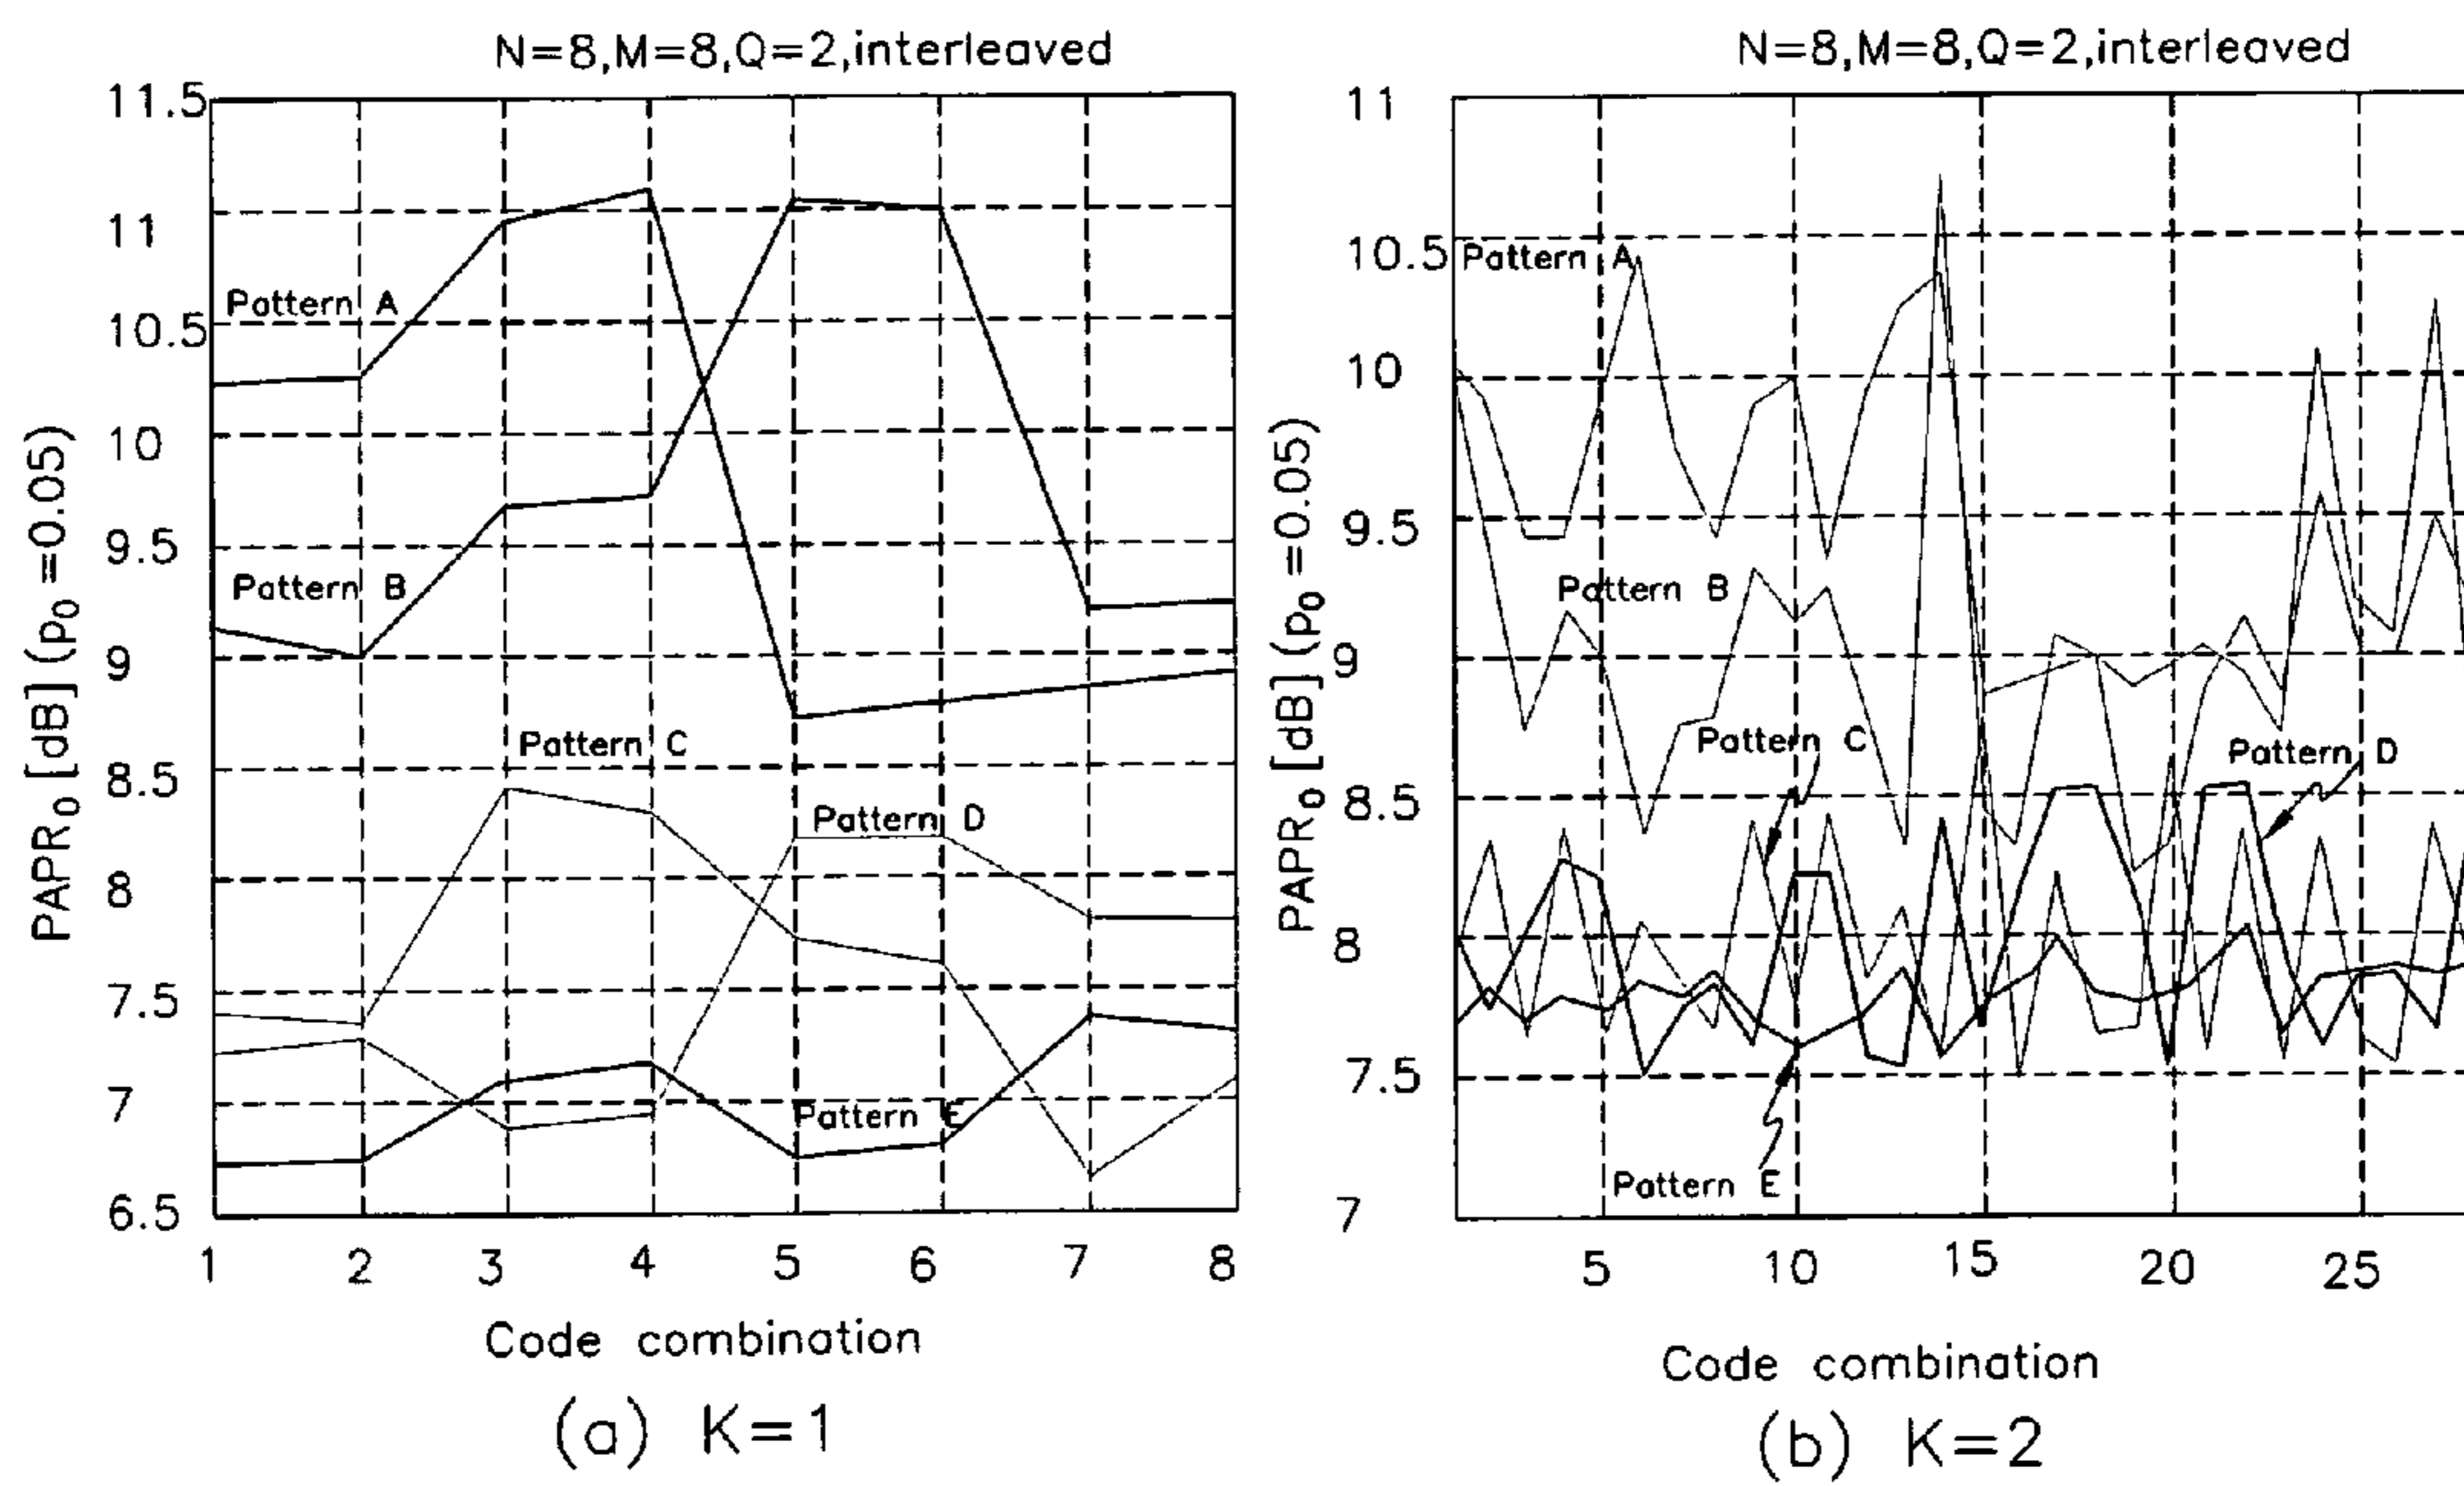 N=8,M=8,Q=2,interleaved
11.5
11
10.5
10
9.5
9
8.5
8
7.5
7
6.5
PAPR0 [dB] (p0 =0.05)
Pattern A
Pattern B
Pattern C
Pattern D
Pattern E
1 2 3 4 5 6 7 8
Code combination
(a) K=1
N=8,M=8,Q=2,interleaved
11
10.5
10
9.5
9
8.5
8
7.5
7
PAPR0 [dB] (p0 =0.05)
Pattern A
Pattern B
Pattern C
Pattern D
Pattern E
5 10 15 20 25
Code combination
(b) K=2